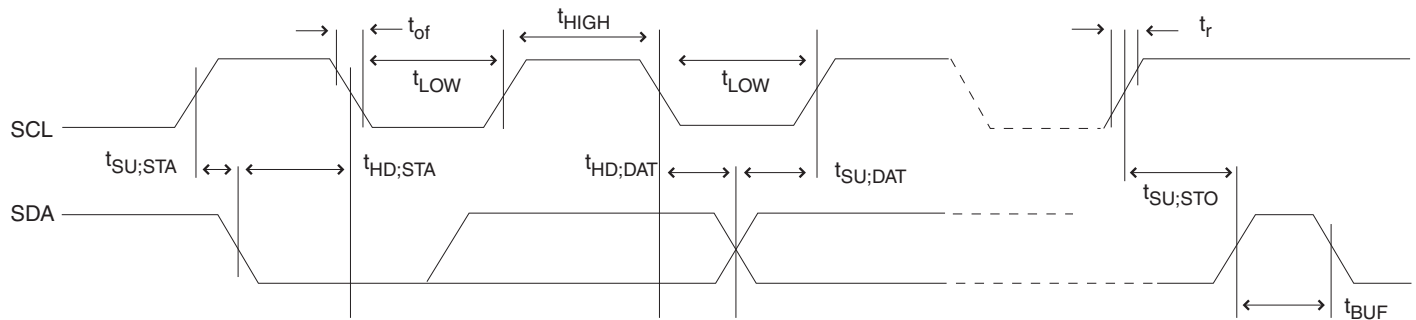 t_of
t_HIGH
t_r
t_LOW
t_LOW
SCL
t_SU;STA
t_HD;STA
t_HD;DAT
t_SU;DAT
t_SU;STO
SDA
t_BUF